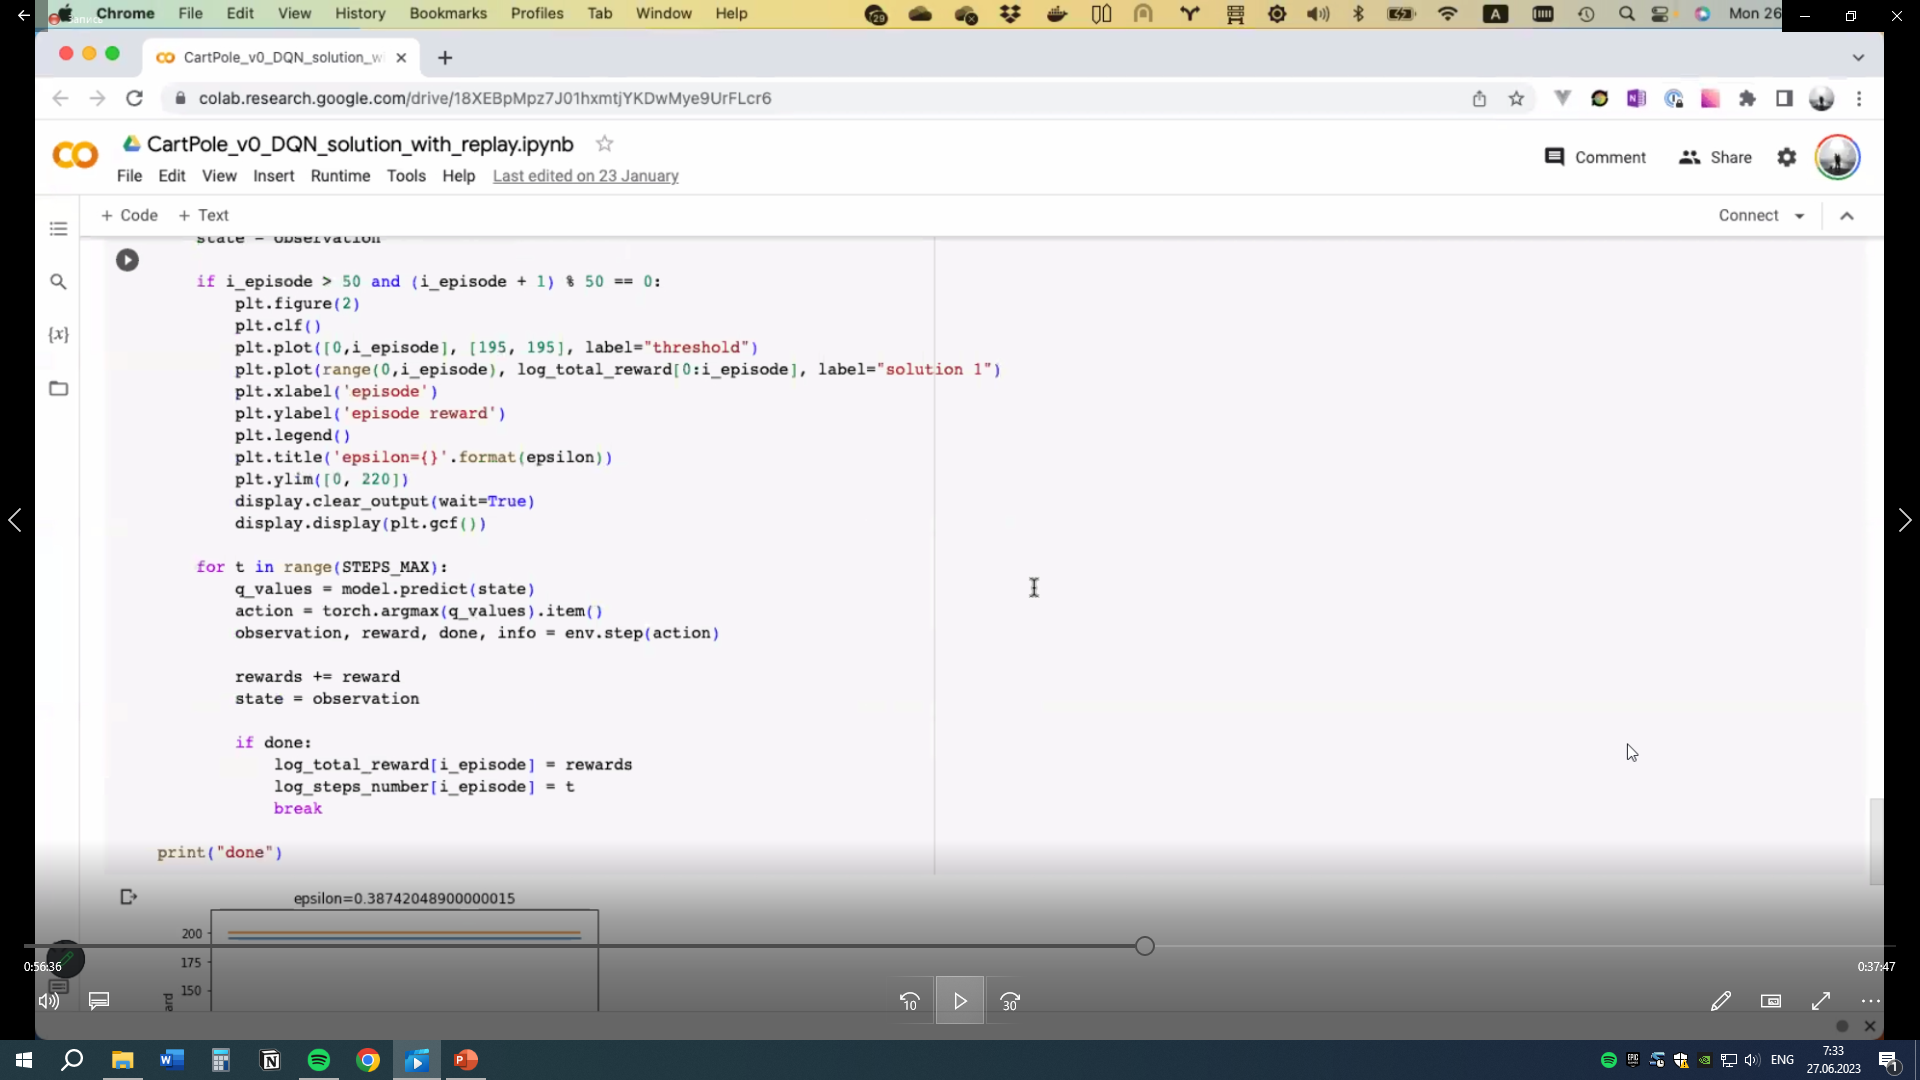 Chrome File Edit View History Bookmarks Profiles Tab Window Help 29 A Mon 26
CartPole_v0_DQN_solution_wi
colab.research.google.com/drive/18XEBpMpz7J01hxmtjYKDwMye9UrFLcr6
CartPole_v0_DQN_solution_with_replay.ipynb
Comment Share
File Edit View Insert Runtime Tools Help Last edited on 23 January
+ Code + Text Connect
state = observation
if i_episode > 50 and (i_episode + 1) % 50 == 0:
plt.figure(2)
plt.clf()
plt.plot([0,i_episode], [195, 195], label="threshold")
plt.plot(range(0,i_episode), log_total_reward[0:i_episode], label="solution 1")
plt.xlabel('episode')
plt.ylabel('episode reward')
plt.legend()
plt.title('epsilon={}'.format(epsilon))
plt.ylim([0, 220])
display.clear_output(wait=True)
display.display(plt.gcf())
for t in range(STEPS_MAX):
q_values = model.predict(state)
action = torch.argmax(q_values).item()
observation, reward, done, info = env.step(action)
rewards += reward
state = observation
if done:
log_total_reward[i_episode] = rewards
log_steps_number[i_episode] = t
break
print("done")
epsilon=0.38742048900000015
200
175
150
ard
0:56:36 0:37:47
10 30
ENG 7:33
27.06.2023 1